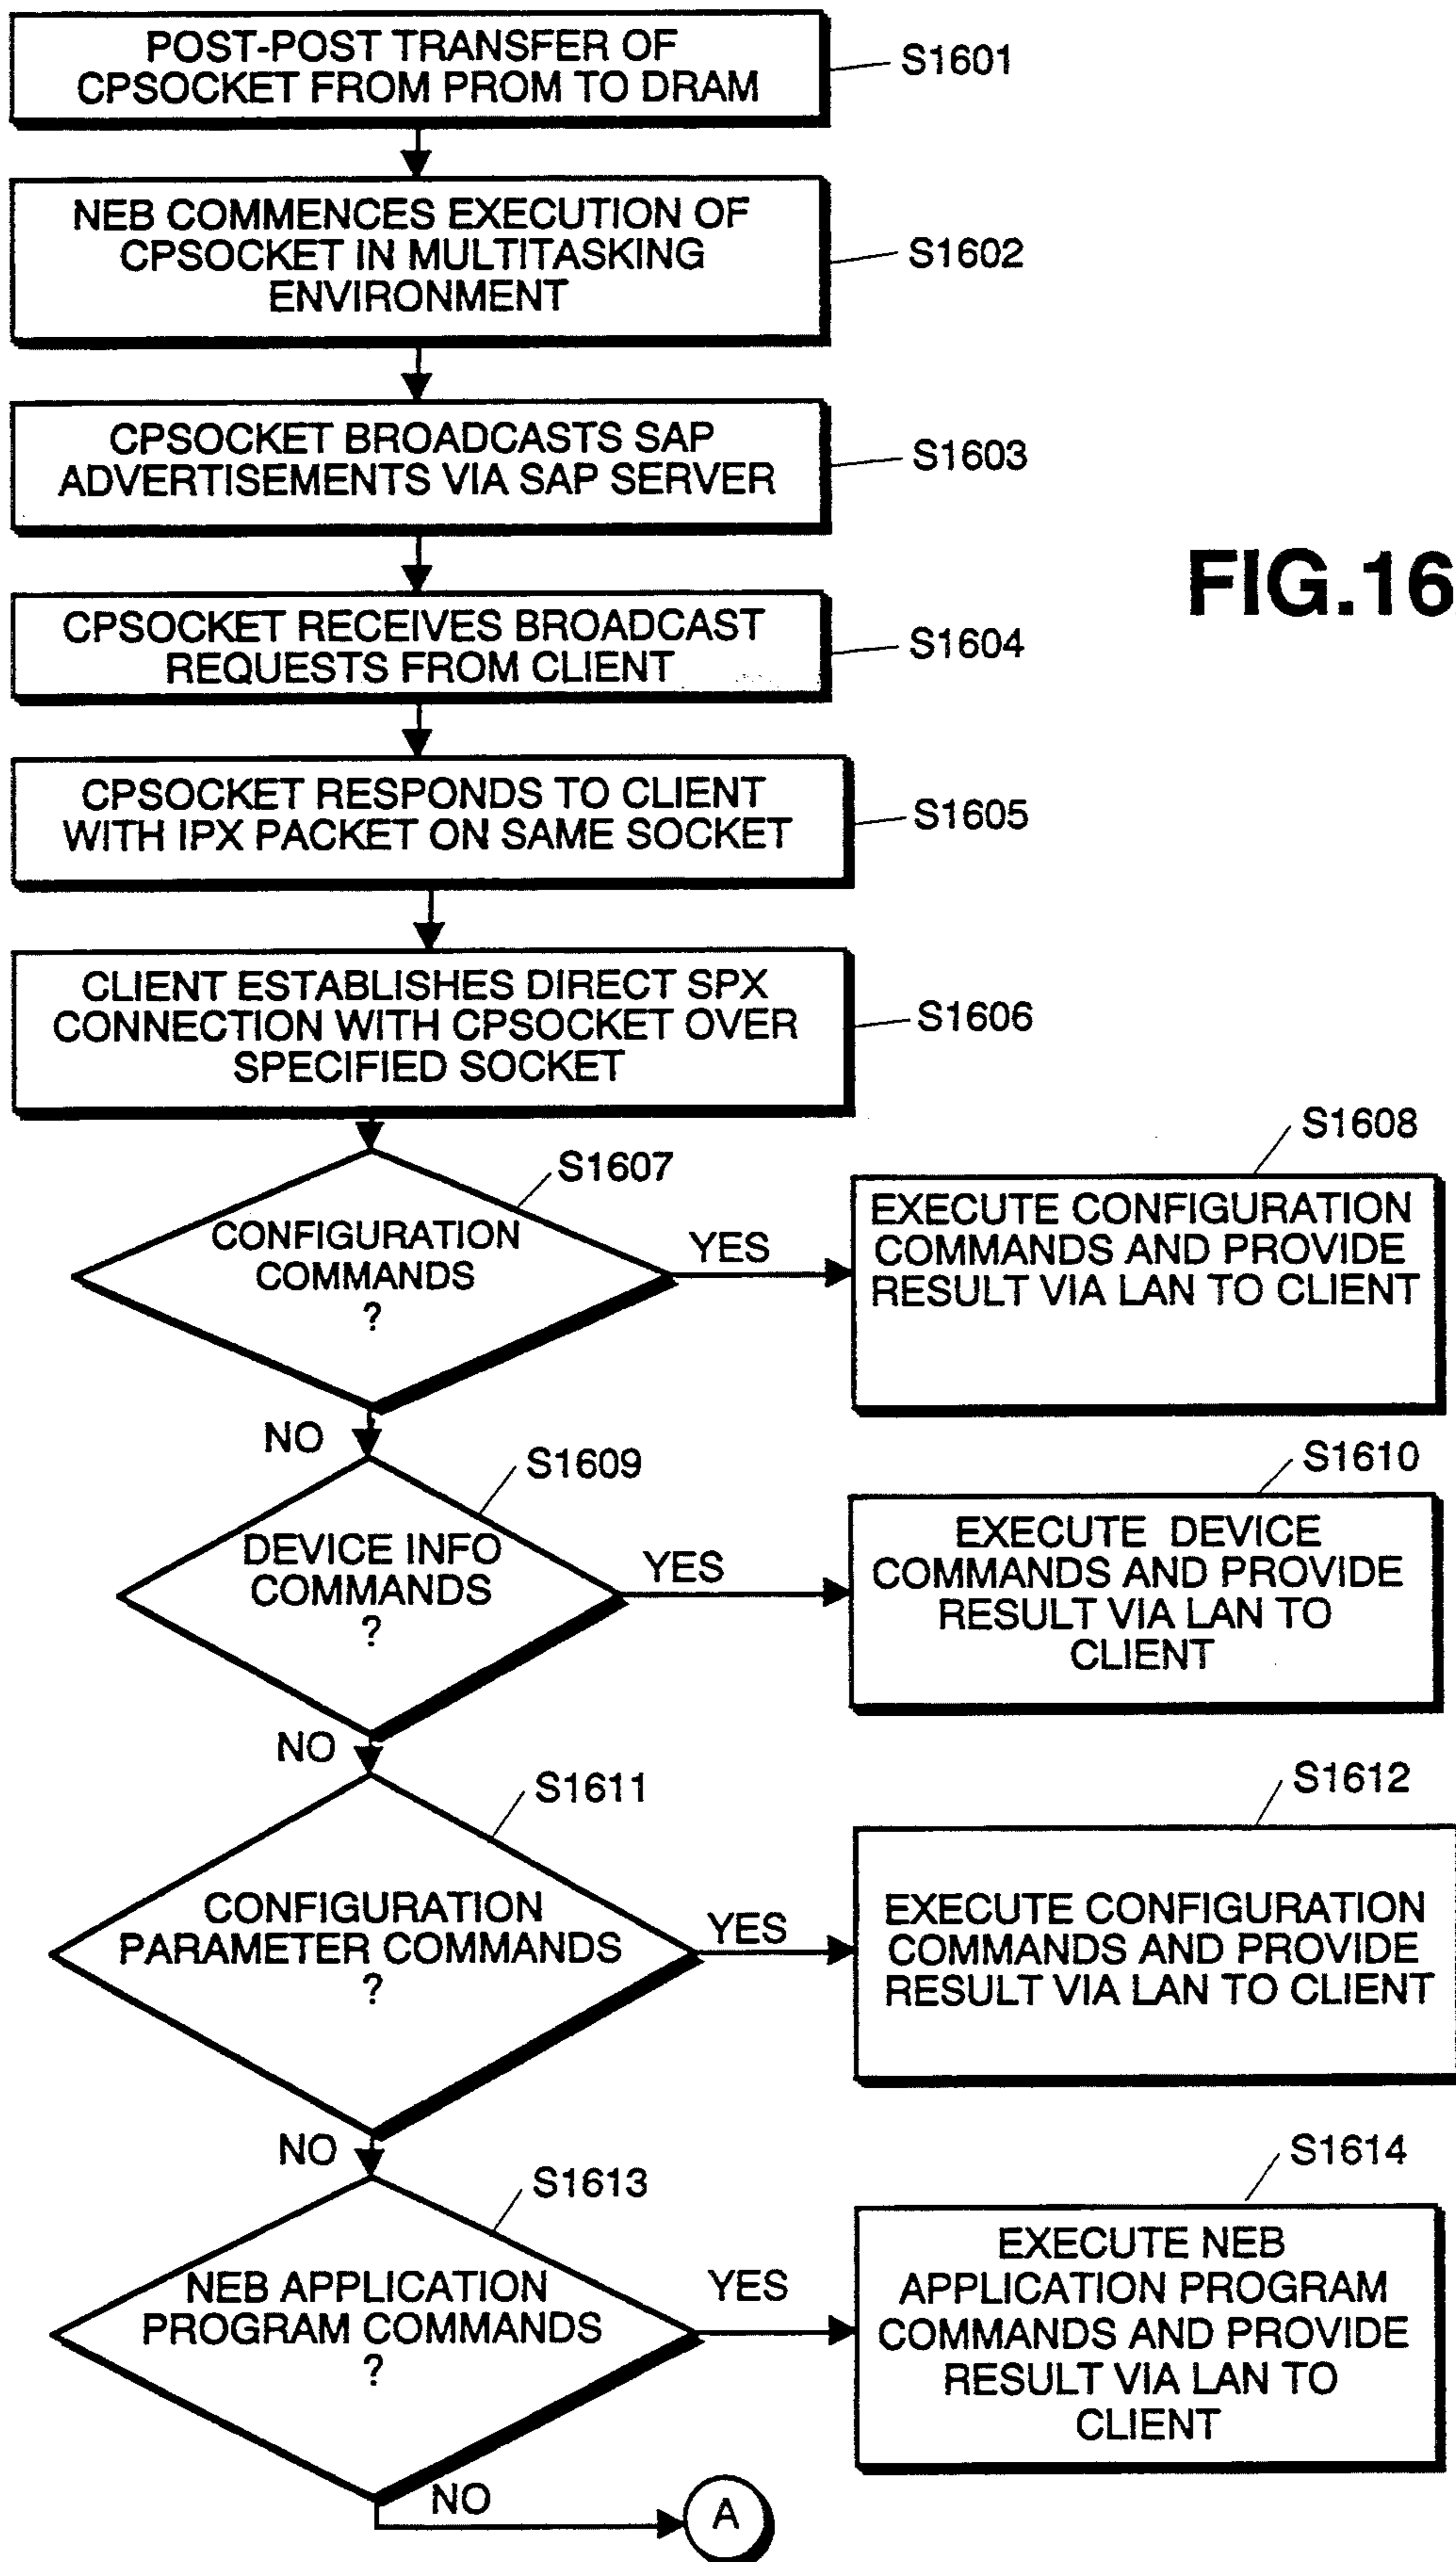 POST-POST TRANSFER OF
CPSOCKET FROM PROM TO DRAM
S1601
NEB COMMENCES EXECUTION OF
CPSOCKET IN MULTITASKING
ENVIRONMENT
S1602
CPSOCKET BROADCASTS SAP
ADVERTISEMENTS VIA SAP SERVER
S1603
FIG.16
CPSOCKET RECEIVES BROADCAST
REQUESTS FROM CLIENT
S1604
CPSOCKET RESPONDS TO CLIENT
WITH IPX PACKET ON SAME SOCKET
S1605
CLIENT ESTABLISHES DIRECT SPX
CONNECTION WITH CPSOCKET OVER
SPECIFIED SOCKET
S1606
S1607
CONFIGURATION
COMMANDS
?
YES
S1608
EXECUTE CONFIGURATION
COMMANDS AND PROVIDE
RESULT VIA LAN TO CLIENT
NO
S1609
DEVICE INFO
COMMANDS
?
YES
S1610
EXECUTE DEVICE
COMMANDS AND PROVIDE
RESULT VIA LAN TO
CLIENT
NO
S1611
CONFIGURATION
PARAMETER COMMANDS
?
YES
S1612
EXECUTE CONFIGURATION
COMMANDS AND PROVIDE
RESULT VIA LAN TO CLIENT
NO
S1613
NEB APPLICATION
PROGRAM COMMANDS
?
YES
S1614
EXECUTE NEB
APPLICATION PROGRAM
COMMANDS AND PROVIDE
RESULT VIA LAN TO
CLIENT
NO
A